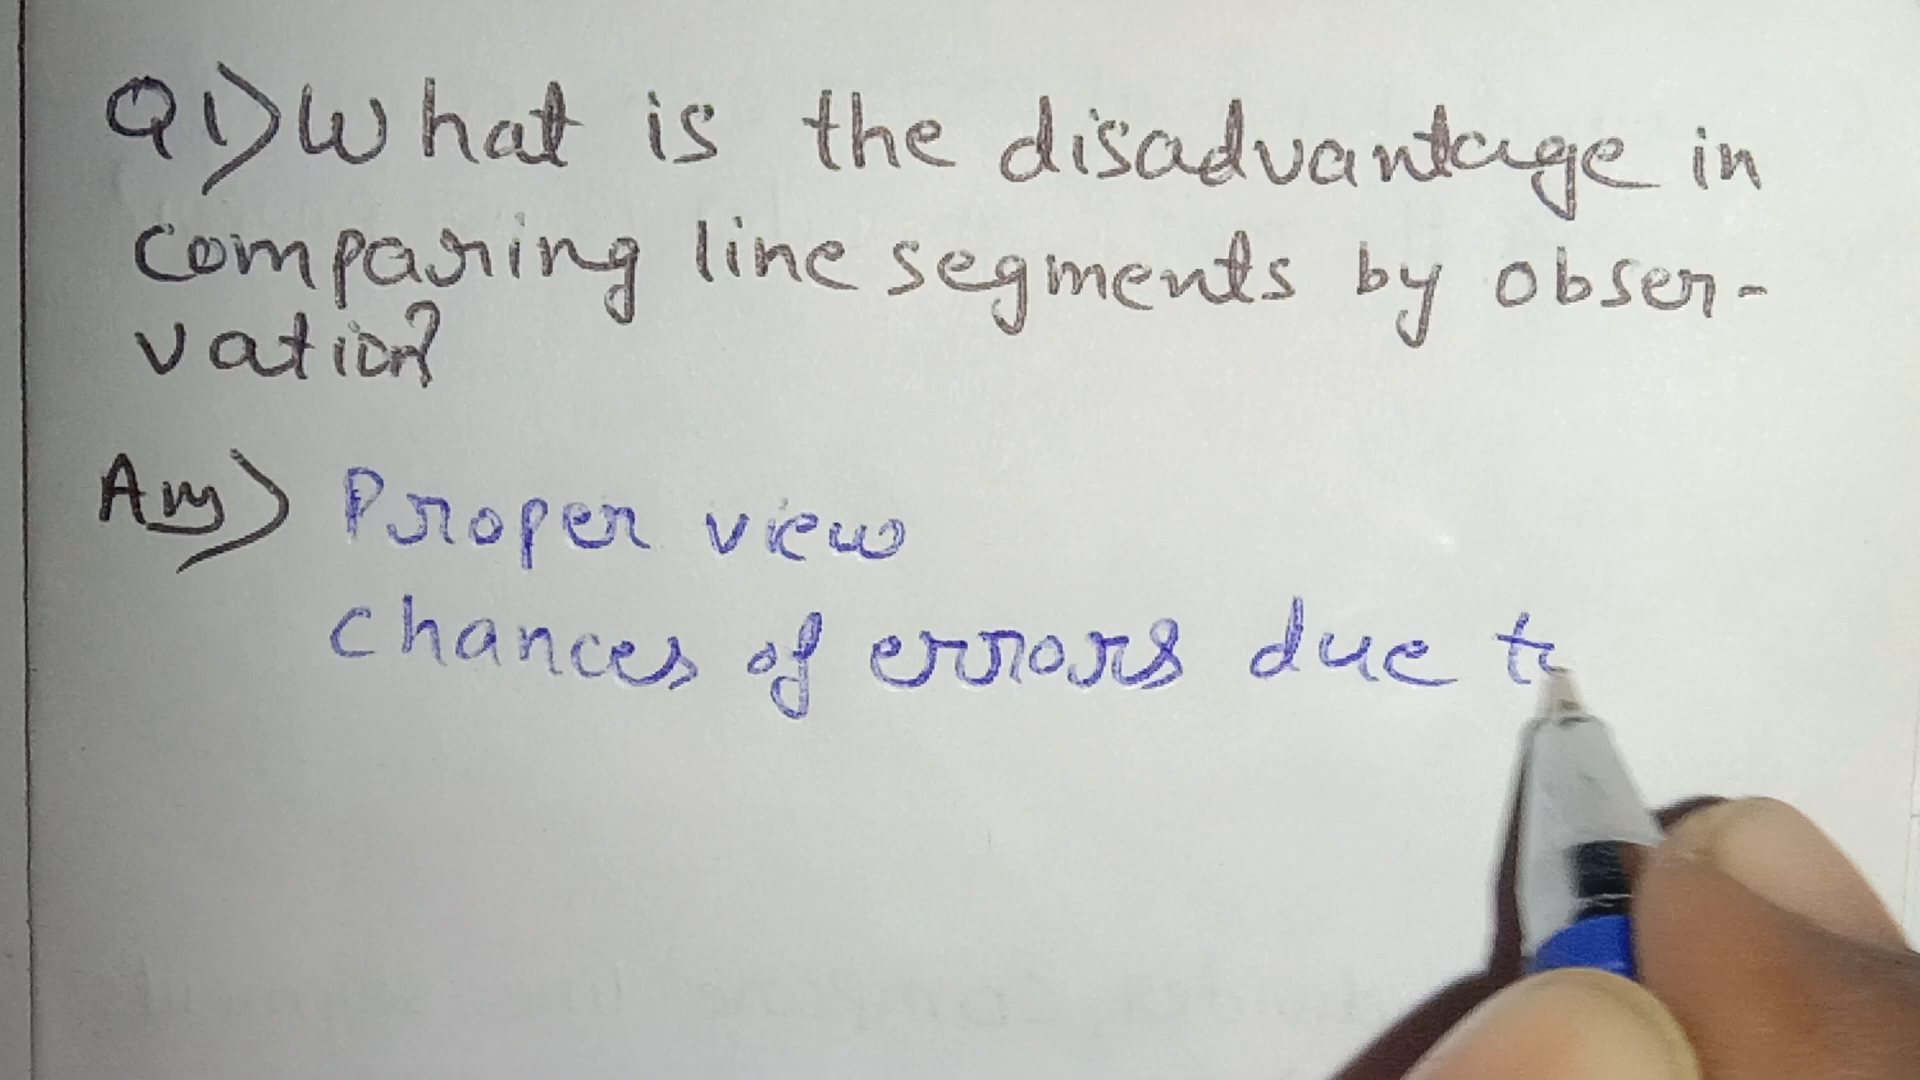 Q1) What is the disadvantage in
comparing line segments by obser-
vation?
Ans) Proper view
chances of errors due to